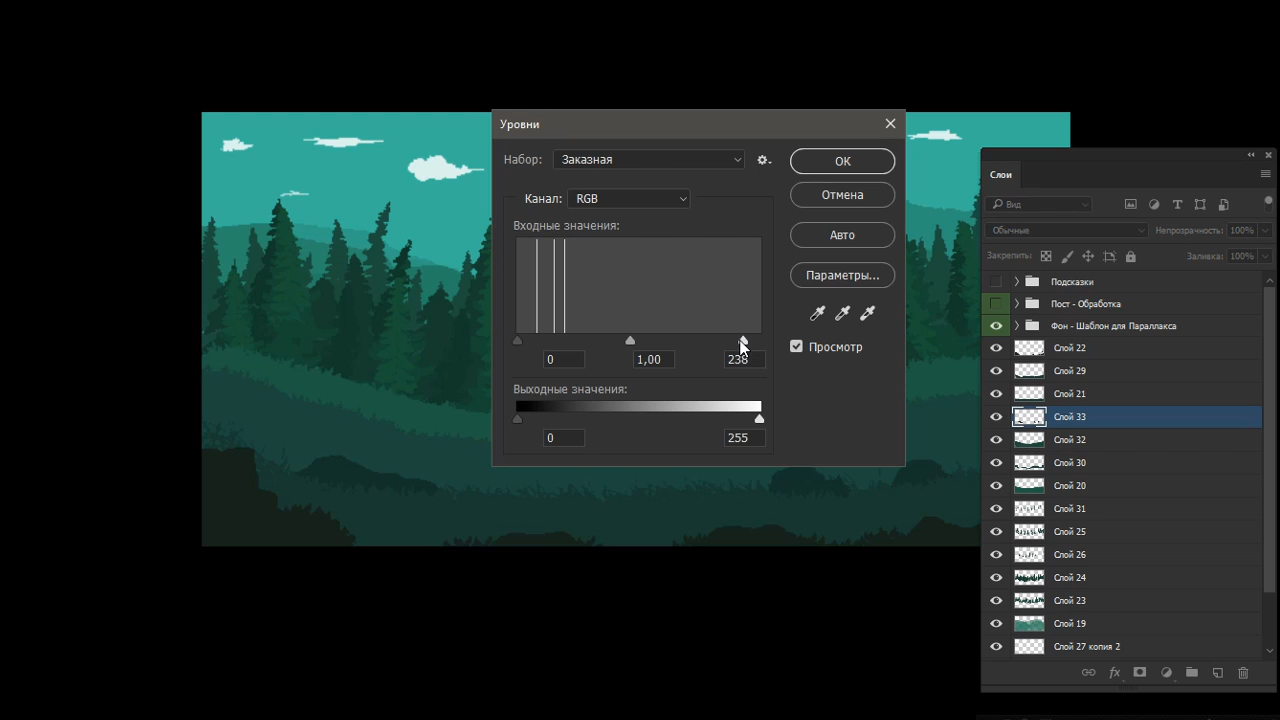 Уровни
Набор: Заказная
OK
Канал: RGB
Отмена
Входные значения:
Авто
Параметры...
0 1,00 238
Просмотр
Выходные значения:
0 255
Слои
Вид
Обычные Непрозрачность: 100%
Закрепить: Заливка: 100%
Подсказки
Пост - Обработка
Фон - Шаблон для Параллакса
Слой 22
Слой 29
Слой 21
Слой 33
Слой 32
Слой 30
Слой 20
Слой 31
Слой 25
Слой 26
Слой 24
Слой 23
Слой 19
Слой 27 копия 2
fx